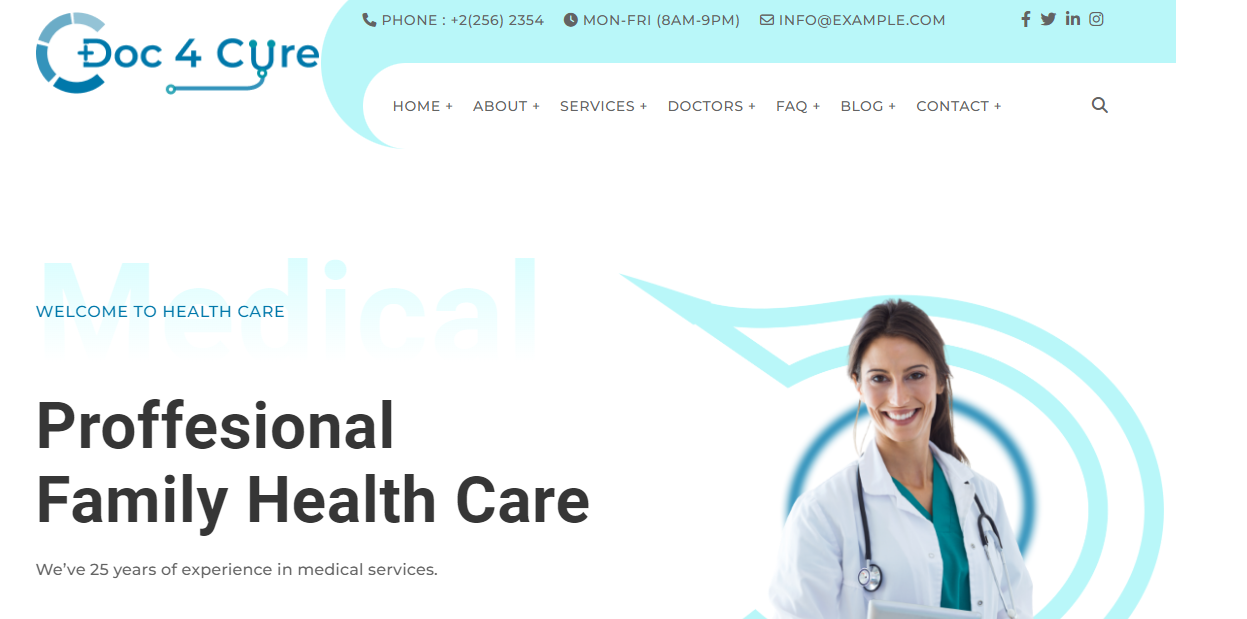 Doc 4 Cure
PHONE : +2(256) 2354 MON-FRI (8AM-9PM) INFO@EXAMPLE.COM
HOME + ABOUT + SERVICES + DOCTORS + FAQ + BLOG + CONTACT +
Medical
WELCOME TO HEALTH CARE
Proffesional
Family Health Care
We’ve 25 years of experience in medical services.